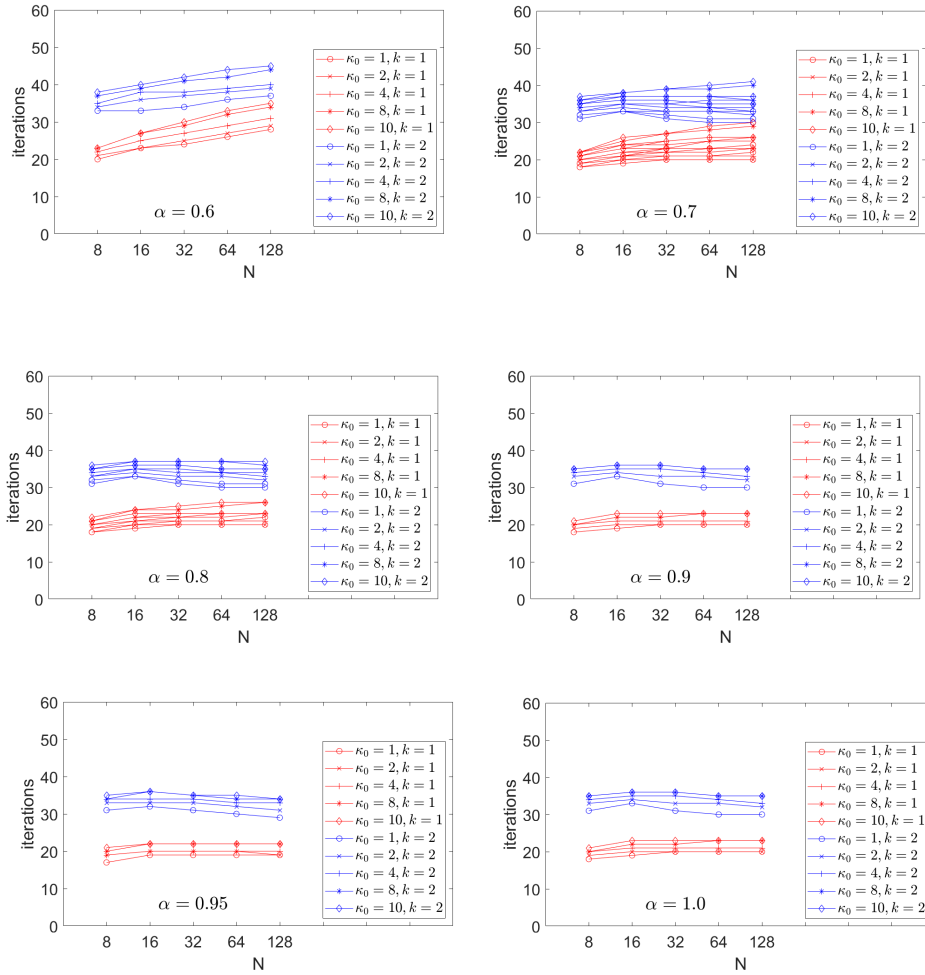 60
50
40
30
20
10
0
iterations
8 16 32 64 128
N
α = 0.6
κ₀ = 1, k = 1
κ₀ = 2, k = 1
κ₀ = 4, k = 1
κ₀ = 8, k = 1
κ₀ = 10, k = 1
κ₀ = 1, k = 2
κ₀ = 2, k = 2
κ₀ = 4, k = 2
κ₀ = 8, k = 2
κ₀ = 10, k = 2
60
50
40
30
20
10
0
iterations
8 16 32 64 128
N
α = 0.7
κ₀ = 1, k = 1
κ₀ = 2, k = 1
κ₀ = 4, k = 1
κ₀ = 8, k = 1
κ₀ = 10, k = 1
κ₀ = 1, k = 2
κ₀ = 2, k = 2
κ₀ = 4, k = 2
κ₀ = 8, k = 2
κ₀ = 10, k = 2
60
50
40
30
20
10
0
iterations
8 16 32 64 128
N
α = 0.8
κ₀ = 1, k = 1
κ₀ = 2, k = 1
κ₀ = 4, k = 1
κ₀ = 8, k = 1
κ₀ = 10, k = 1
κ₀ = 1, k = 2
κ₀ = 2, k = 2
κ₀ = 4, k = 2
κ₀ = 8, k = 2
κ₀ = 10, k = 2
60
50
40
30
20
10
0
iterations
8 16 32 64 128
N
α = 0.9
κ₀ = 1, k = 1
κ₀ = 2, k = 1
κ₀ = 4, k = 1
κ₀ = 8, k = 1
κ₀ = 10, k = 1
κ₀ = 1, k = 2
κ₀ = 2, k = 2
κ₀ = 4, k = 2
κ₀ = 8, k = 2
κ₀ = 10, k = 2
60
50
40
30
20
10
0
iterations
8 16 32 64 128
N
α = 0.95
κ₀ = 1, k = 1
κ₀ = 2, k = 1
κ₀ = 4, k = 1
κ₀ = 8, k = 1
κ₀ = 10, k = 1
κ₀ = 1, k = 2
κ₀ = 2, k = 2
κ₀ = 4, k = 2
κ₀ = 8, k = 2
κ₀ = 10, k = 2
60
50
40
30
20
10
0
iterations
8 16 32 64 128
N
α = 1.0
κ₀ = 1, k = 1
κ₀ = 2, k = 1
κ₀ = 4, k = 1
κ₀ = 8, k = 1
κ₀ = 10, k = 1
κ₀ = 1, k = 2
κ₀ = 2, k = 2
κ₀ = 4, k = 2
κ₀ = 8, k = 2
κ₀ = 10, k = 2